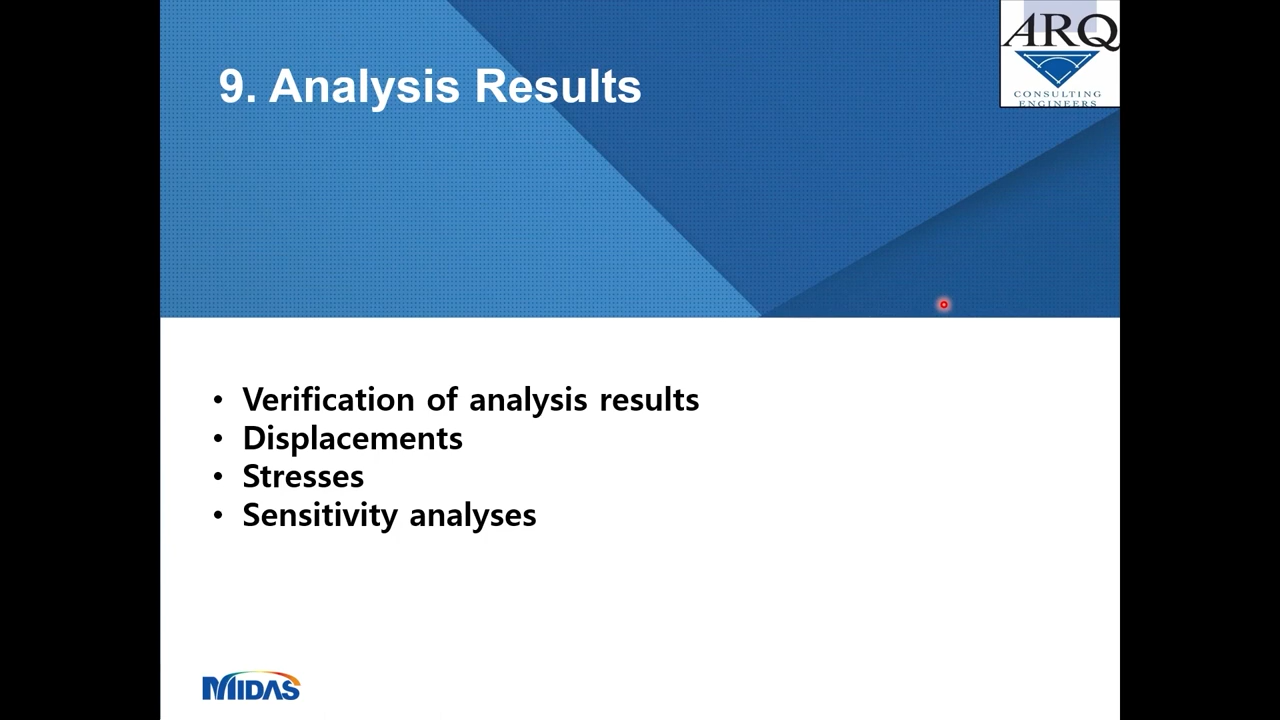 9. Analysis Results
ARQ
CONSULTING
ENGINEERS
• Verification of analysis results
• Displacements
• Stresses
• Sensitivity analyses
MIDAS